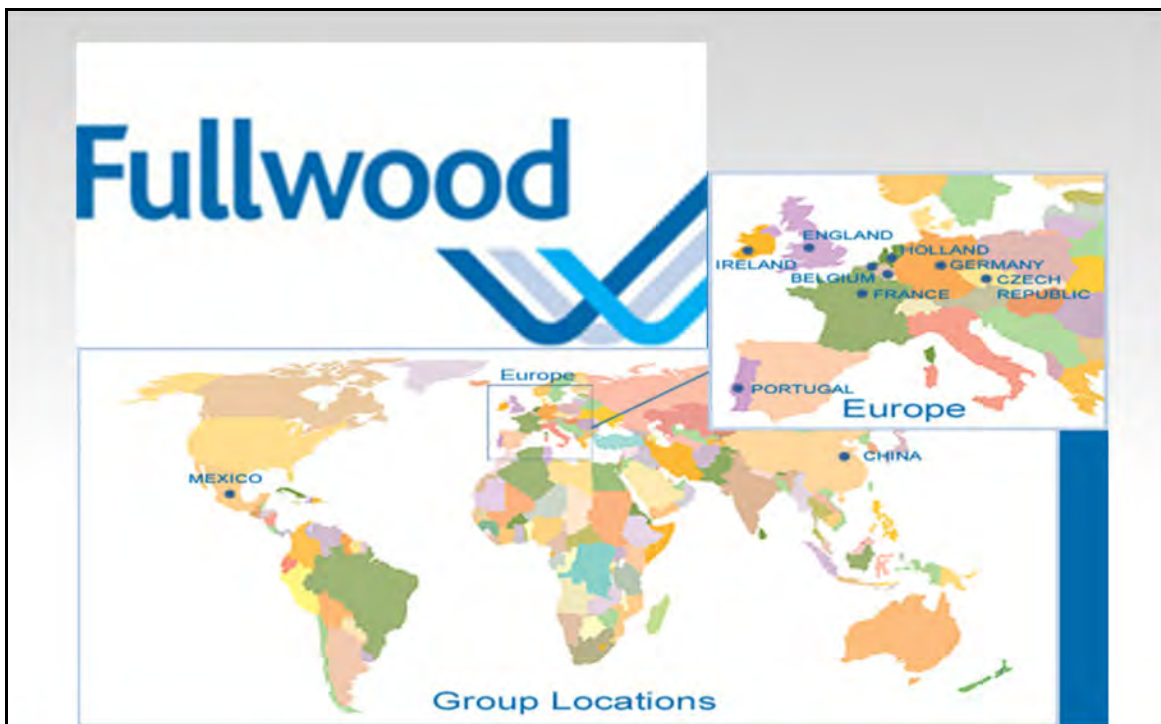 Fullwood
ENGLAND
HOLLAND
IRELAND
GERMANY
BELGIUM
CZECH
REPUBLIC
FRANCE
PORTUGAL
Europe
Europe
CHINA
MEXICO
Group Locations